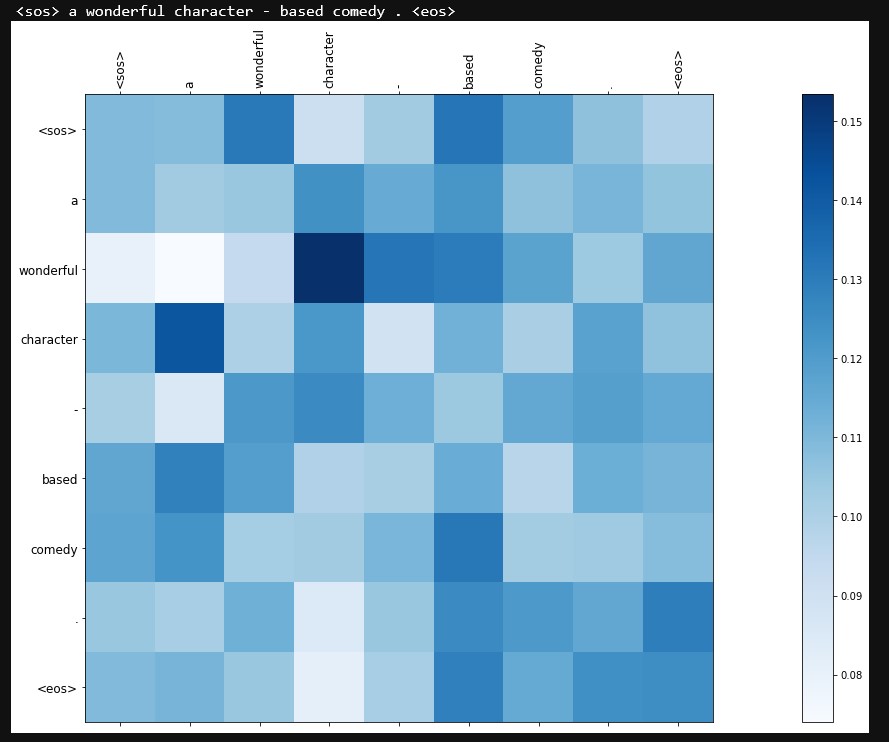 <sos> a wonderful character - based comedy . <eos>
<sos> a wonderful character - based comedy . <eos>
<sos>
a
wonderful
character
-
based
comedy
.
<eos>
0.15
0.14
0.13
0.12
0.11
0.10
0.09
0.08